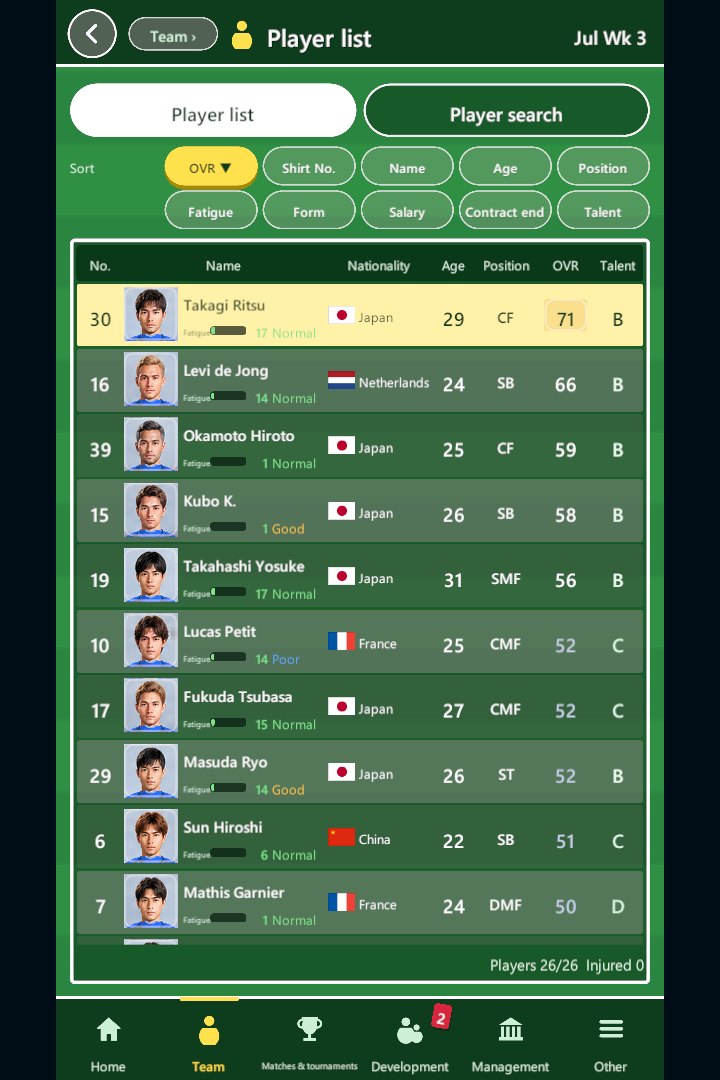 Team ›
Player list
Jul Wk 3
Player list
Player search
Sort
OVR ▼
Shirt No.
Name
Age
Position
Fatigue
Form
Salary
Contract end
Talent
No. Name Nationality Age Position OVR Talent
30 Takagi Ritsu Japan 29 CF 71 B
Fatigue 17 Normal
16 Levi de Jong Netherlands 24 SB 66 B
Fatigue 14 Normal
39 Okamoto Hiroto Japan 25 CF 59 B
Fatigue 1 Normal
15 Kubo K. Japan 26 SB 58 B
Fatigue 1 Good
19 Takahashi Yosuke Japan 31 SMF 56 B
Fatigue 17 Normal
10 Lucas Petit France 25 CMF 52 C
Fatigue 14 Poor
17 Fukuda Tsubasa Japan 27 CMF 52 C
Fatigue 15 Normal
29 Masuda Ryo Japan 26 ST 52 B
Fatigue 14 Good
6 Sun Hiroshi China 22 SB 51 C
Fatigue 6 Normal
7 Mathis Garnier France 24 DMF 50 D
Fatigue 1 Normal
Players 26/26 Injured 0
2
Home
Team
Matches & tournaments
Development
Management
Other